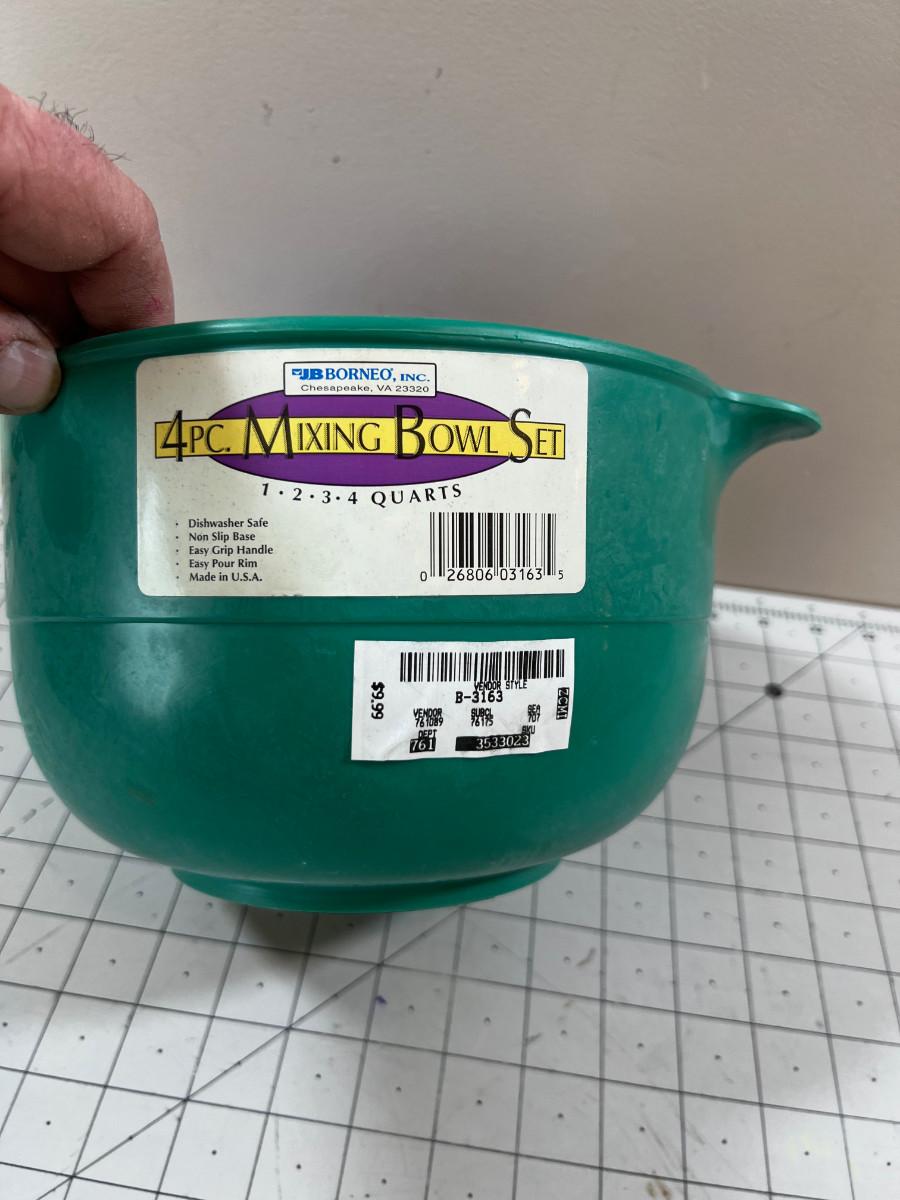 JB BORNEO, INC.
Chesapeake, VA 23320
4PC. MIXING BOWL SET
1 · 2 · 3 · 4 QUARTS
· Dishwasher Safe
· Non Slip Base
· Easy Grip Handle
· Easy Pour Rim
· Made in U.S.A.
0 26806 03163 5
$9.99
VENDOR STYLE
B-3163
VENDOR SUBCL SEA
761089 76175 707
DEPT SKU
761 3533023
ZCMI